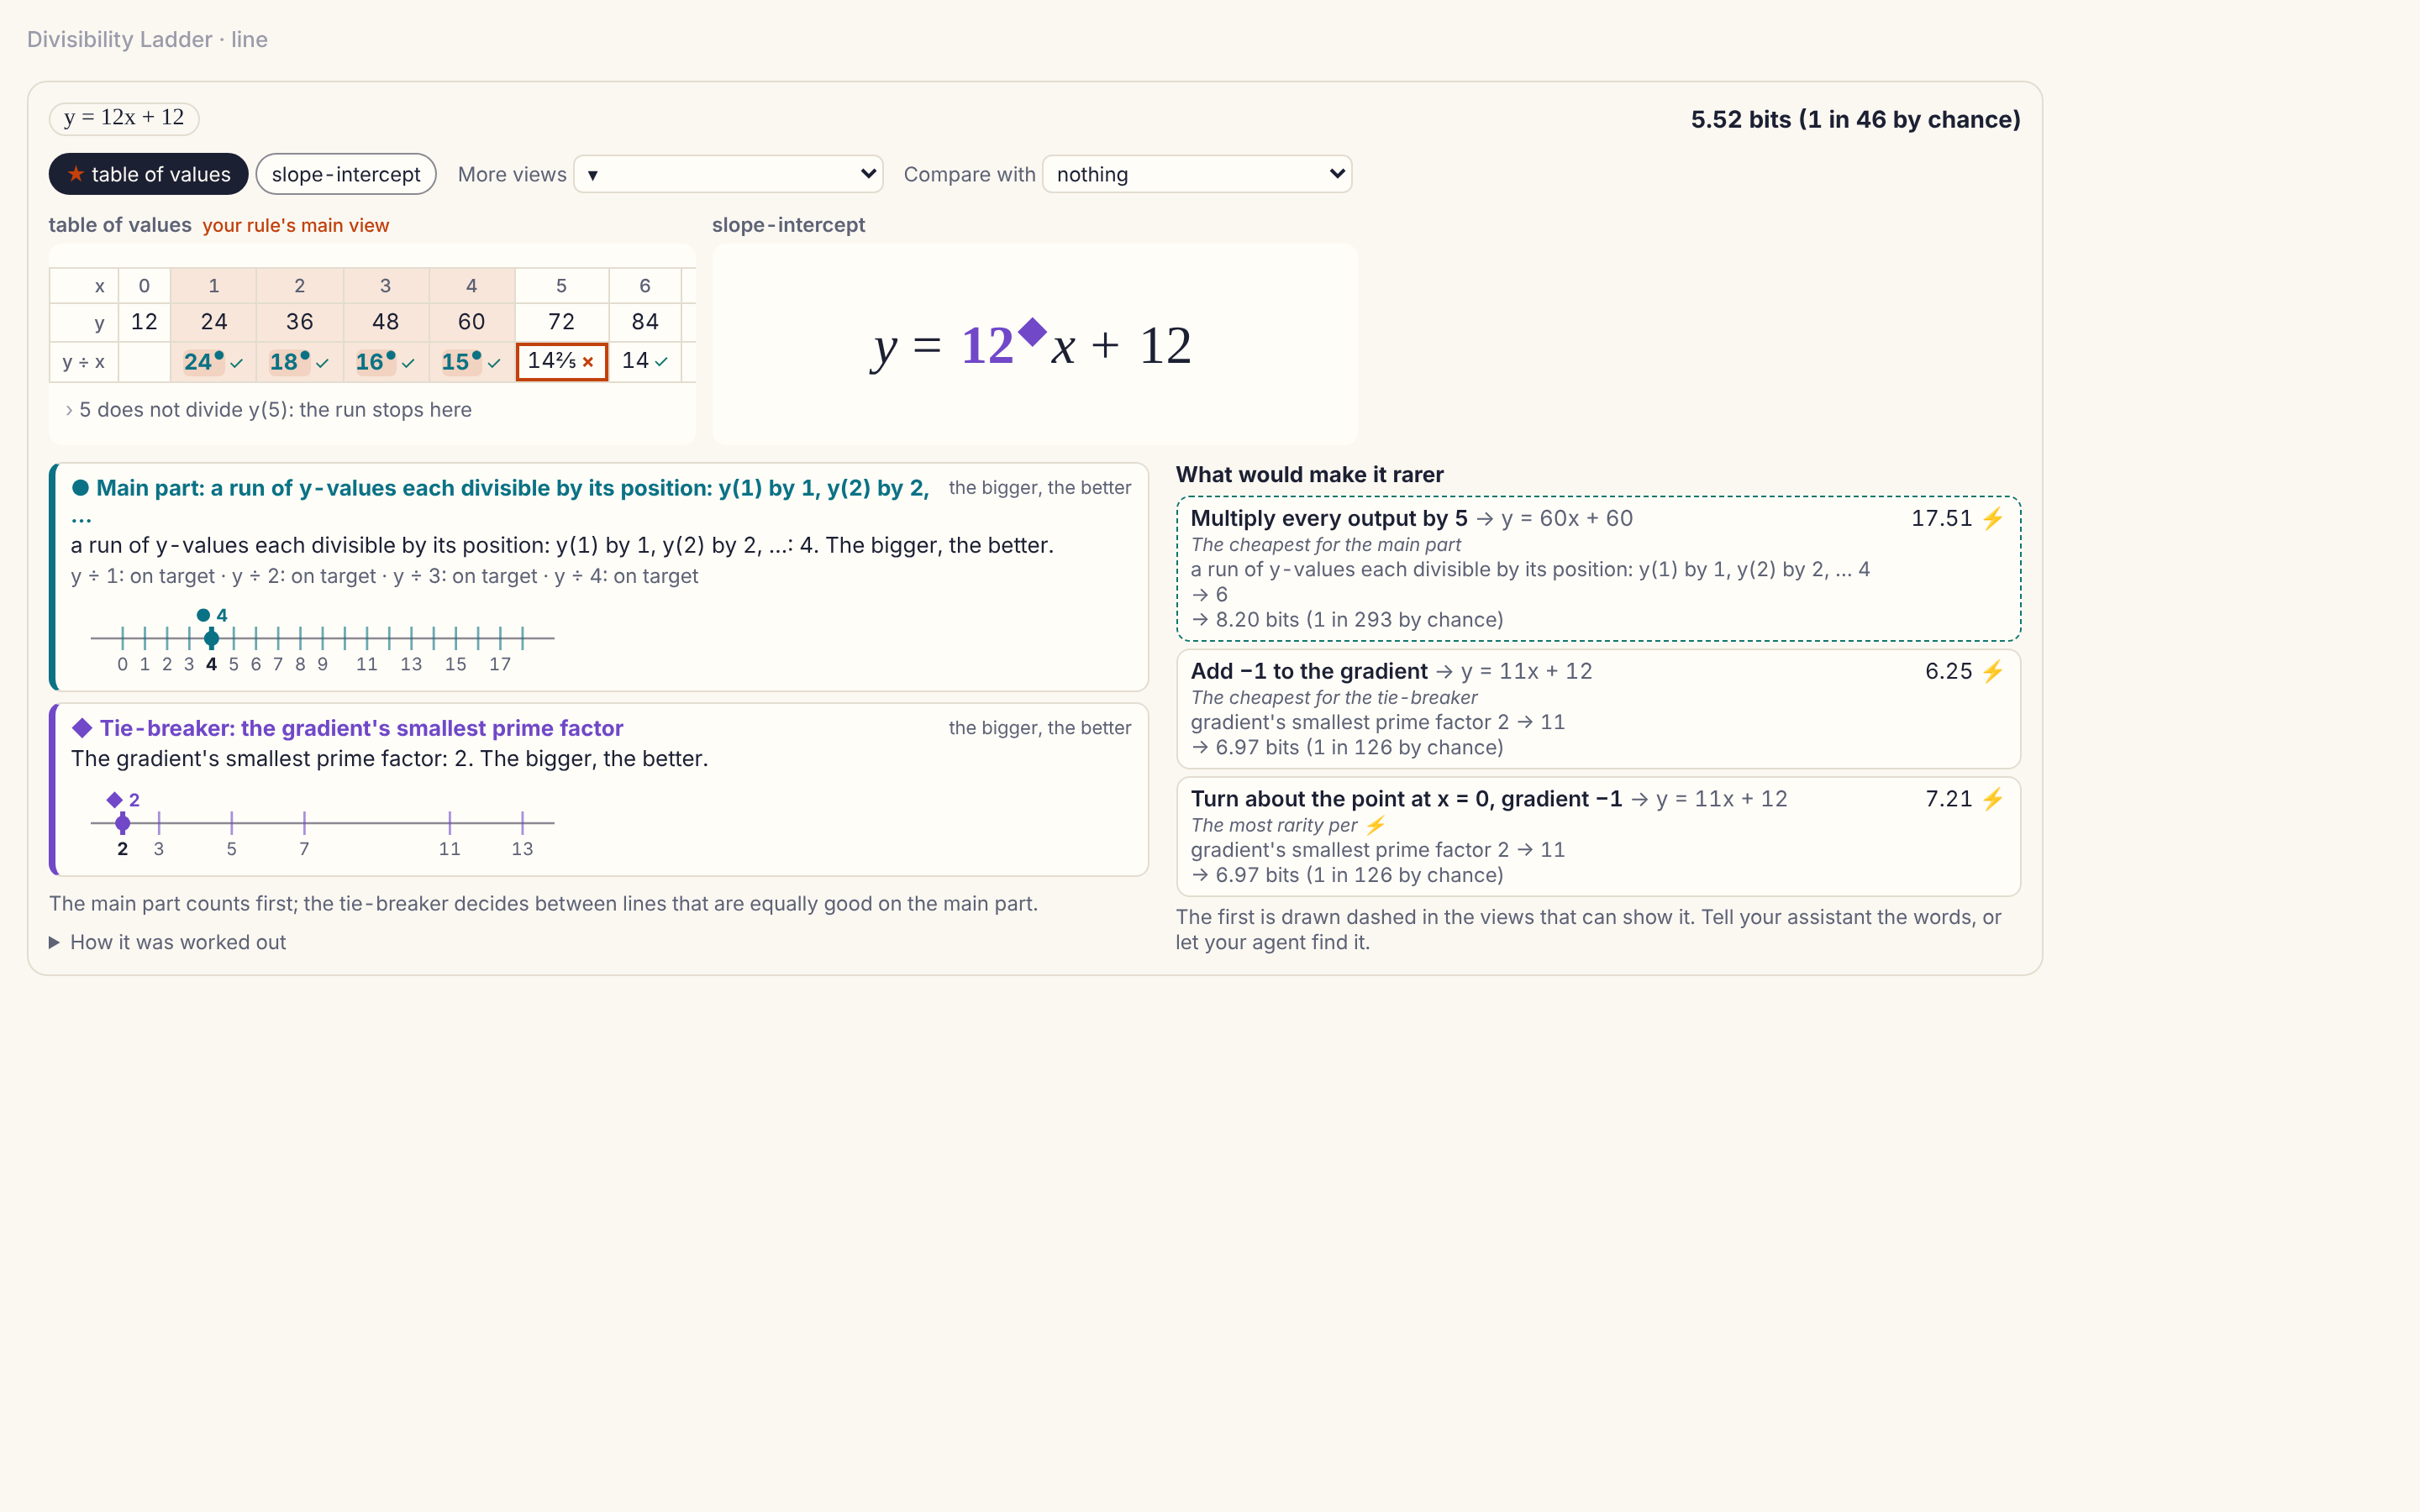 Divisibility Ladder · line
y = 12x + 12
5.52 bits (1 in 46 by chance)
★ table of values
slope-intercept
More views ▾
Compare with nothing
table of values your rule's main view
x 0 1 2 3 4 5 6
y 12 24 36 48 60 72 84
y ÷ x 24 ✓ 18 ✓ 16 ✓ 15 ✓ 14⅖ × 14 ✓
› 5 does not divide y(5): the run stops here
slope-intercept
y = 12◆x + 12
● Main part: a run of y-values each divisible by its position: y(1) by 1, y(2) by 2, the bigger, the better
…
a run of y-values each divisible by its position: y(1) by 1, y(2) by 2, …: 4. The bigger, the better.
y ÷ 1: on target · y ÷ 2: on target · y ÷ 3: on target · y ÷ 4: on target
● 4
0 1 2 3 4 5 6 7 8 9 11 13 15 17
◆ Tie-breaker: the gradient's smallest prime factor the bigger, the better
The gradient's smallest prime factor: 2. The bigger, the better.
◆ 2
2 3 5 7 11 13
The main part counts first; the tie-breaker decides between lines that are equally good on the main part.
▶ How it was worked out
What would make it rarer
Multiply every output by 5 → y = 60x + 60 17.51 ⚡
The cheapest for the main part
a run of y-values each divisible by its position: y(1) by 1, y(2) by 2, … 4
→ 6
→ 8.20 bits (1 in 293 by chance)
Add −1 to the gradient → y = 11x + 12 6.25 ⚡
The cheapest for the tie-breaker
gradient's smallest prime factor 2 → 11
→ 6.97 bits (1 in 126 by chance)
Turn about the point at x = 0, gradient −1 → y = 11x + 12 7.21 ⚡
The most rarity per ⚡
gradient's smallest prime factor 2 → 11
→ 6.97 bits (1 in 126 by chance)
The first is drawn dashed in the views that can show it. Tell your assistant the words, or
let your agent find it.